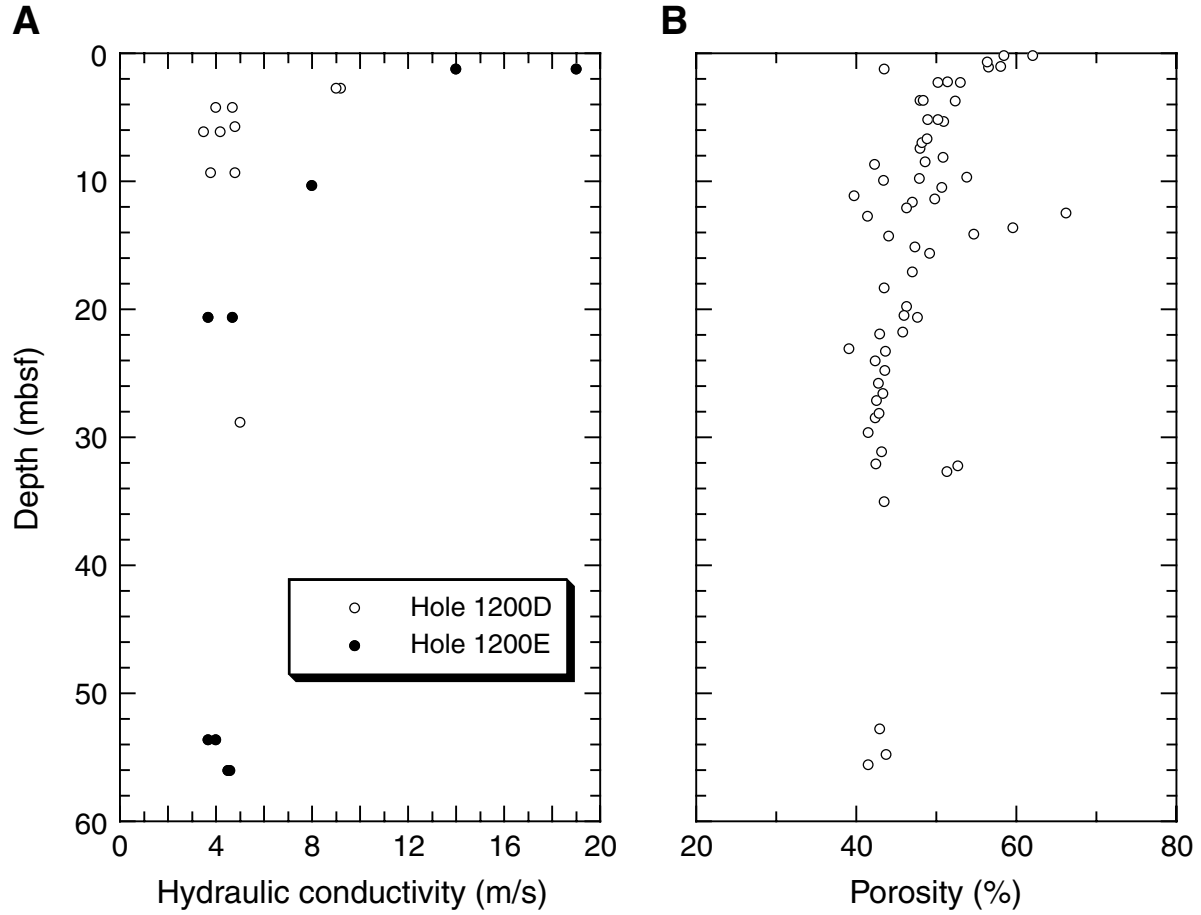 A
B
0
10
20
30
40
50
60
Depth (mbsf)
Hole 1200D
Hole 1200E
0 4 8 12 16 20
Hydraulic conductivity (m/s)
20 40 60 80
Porosity (%)